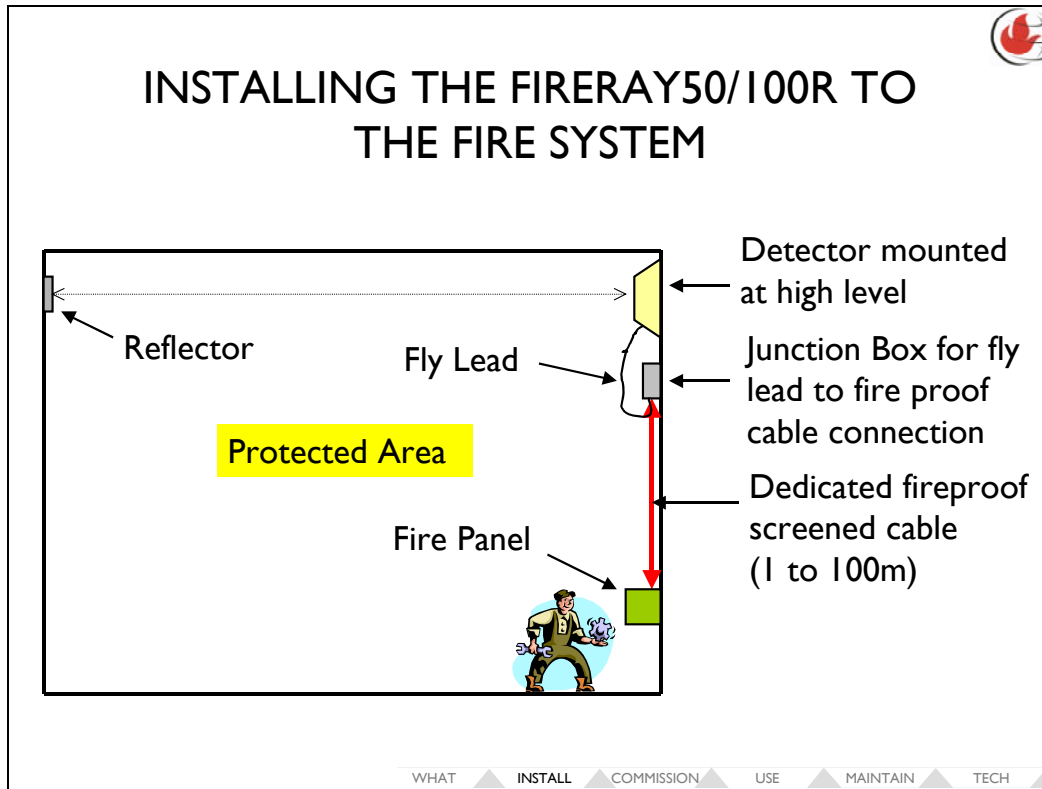 INSTALLING THE FIRERAY50/100R TO
THE FIRE SYSTEM
Detector mounted
at high level
Reflector
Fly Lead
Junction Box for fly
lead to fire proof
cable connection
Protected Area
Dedicated fireproof
screened cable
(1 to 100m)
Fire Panel
WHAT
INSTALL
COMMISSION
USE
MAINTAIN
TECH